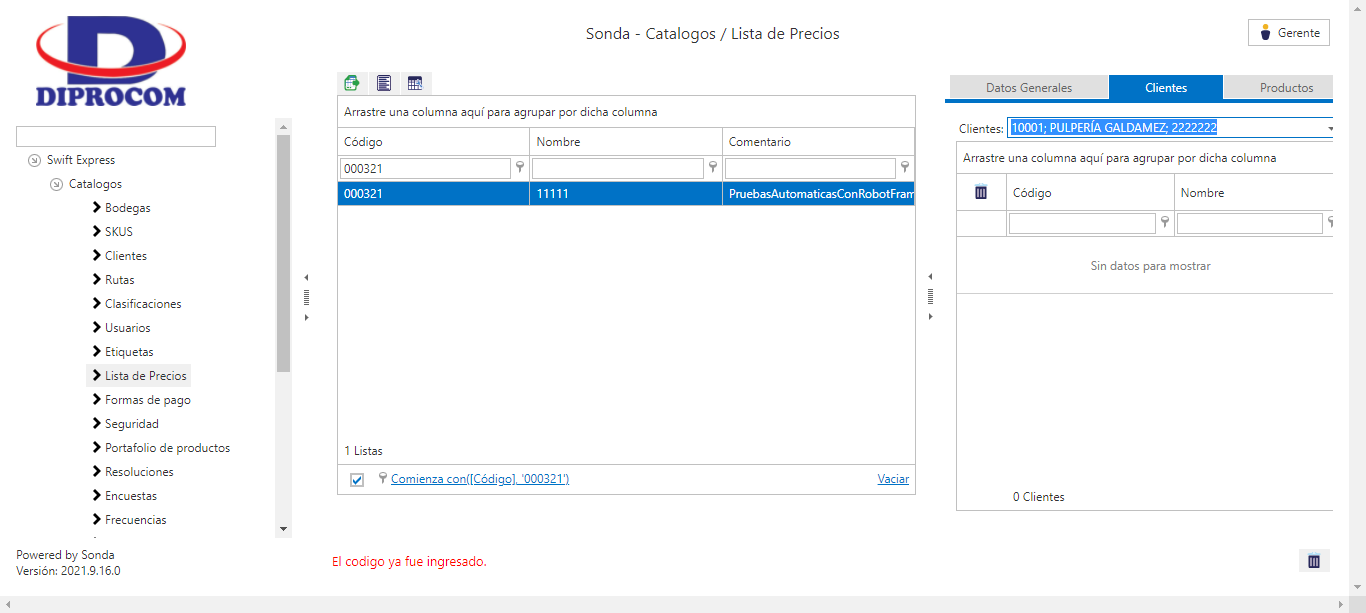 DIPROCOM
Sonda - Catalogos / Lista de Precios
Gerente
Swift Express
Catalogos
Bodegas
SKUS
Clientes
Rutas
Clasificaciones
Usuarios
Etiquetas
Lista de Precios
Formas de pago
Seguridad
Portafolio de productos
Resoluciones
Encuestas
Frecuencias
Powered by Sonda
Versión: 2021.9.16.0
Arrastre una columna aquí para agrupar por dicha columna
Código Nombre Comentario
000321
000321 11111 PruebasAutomaticasConRobotFram
1 Listas
Comienza con([Código], '000321') Vaciar
El codigo ya fue ingresado.
Datos Generales Clientes Productos
Clientes: 10001; PULPERÍA GALDAMEZ; 2222222
Arrastre una columna aquí para agrupar por dicha columna
Código Nombre
Sin datos para mostrar
0 Clientes